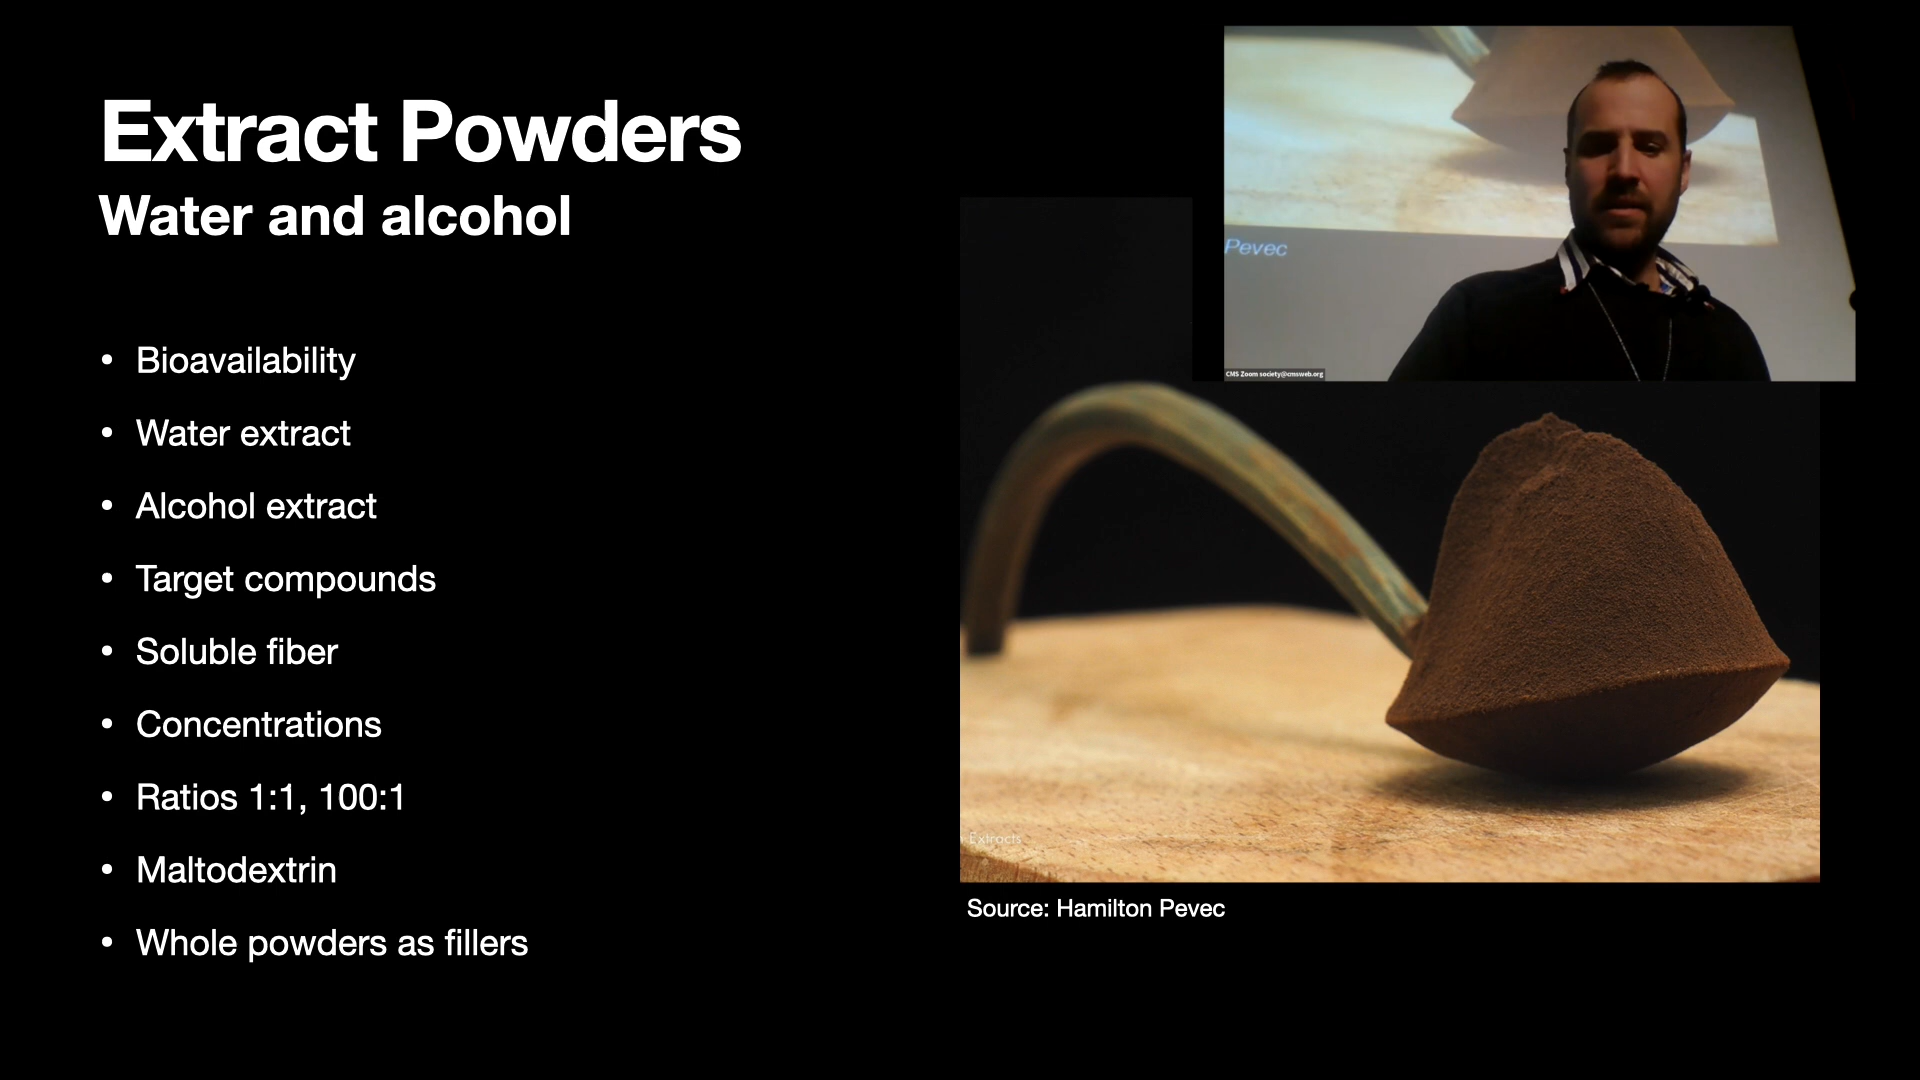 Extract Powders
Water and alcohol
• Bioavailability
• Water extract
• Alcohol extract
• Target compounds
• Soluble fiber
• Concentrations
• Ratios 1:1, 100:1
• Maltodextrin
• Whole powders as fillers
Pevec
CMS Zoom society@cmsweb.org
Extracts
Source: Hamilton Pevec